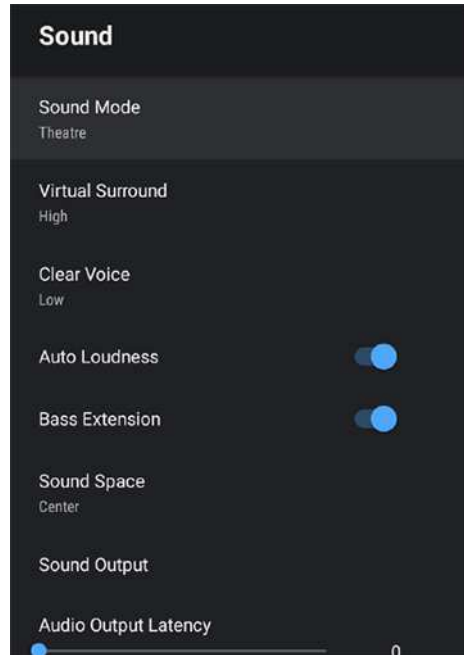 Sound
Sound Mode
Theatre
Virtual Surround
High
Clear Voice
Low
Auto Loudness
Bass Extension
Sound Space
Center
Sound Output
Audio Output Latency
0